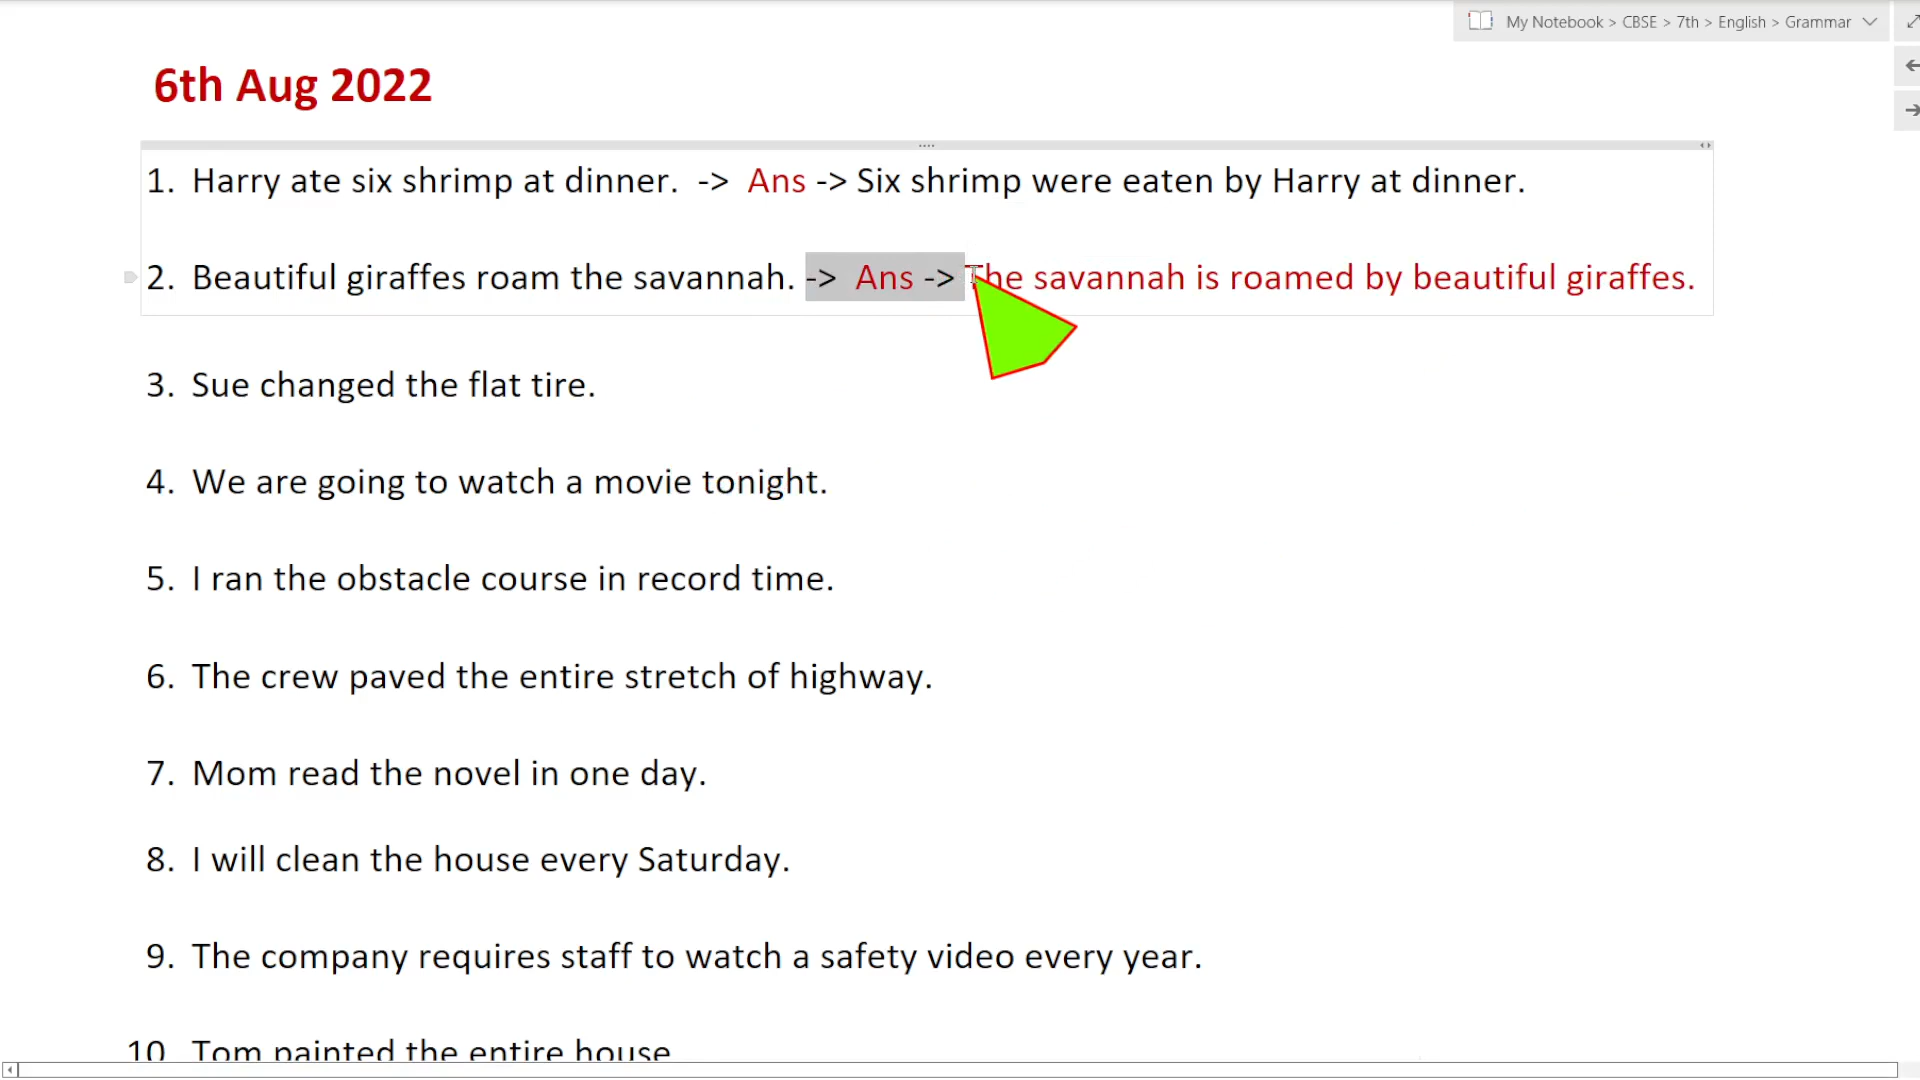 My Notebook > CBSE > 7th > English > Grammar
6th Aug 2022
1. Harry ate six shrimp at dinner. -> Ans -> Six shrimp were eaten by Harry at dinner.
2. Beautiful giraffes roam the savannah. -> Ans -> The savannah is roamed by beautiful giraffes.
3. Sue changed the flat tire.
4. We are going to watch a movie tonight.
5. I ran the obstacle course in record time.
6. The crew paved the entire stretch of highway.
7. Mom read the novel in one day.
8. I will clean the house every Saturday.
9. The company requires staff to watch a safety video every year.
10 Tom painted the entire house